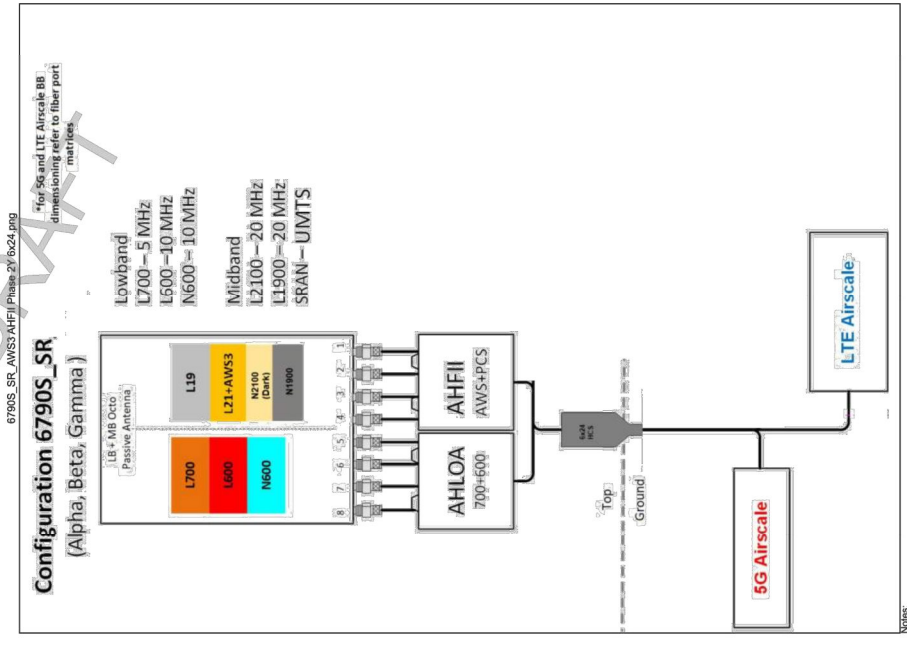 6790S_SR_AWS3 AHFII Phase 2Y 6x24.png
Configuration 6790S_SR
(Alpha, Beta, Gamma )
*for 5G and LTE Airscale BB
dimensioning refer to fiber port
matrices
LB + MB Octo
Passive Antenna
L700
L600
N600
L19
L21+AWS3
N2100
(Dark)
N1900
8
7
6
5
4
3
2
1
Lowband
L700 – 5 MHz
L600 – 10 MHz
N600 – 10 MHz
Midband
L2100 – 20 MHz
L1900 – 20 MHz
SRAN – UMTS
AHLOA
700+600
AHFII
AWS+PCS
6x24
HCS
Top
Ground
5G Airscale
LTE Airscale
Notes: